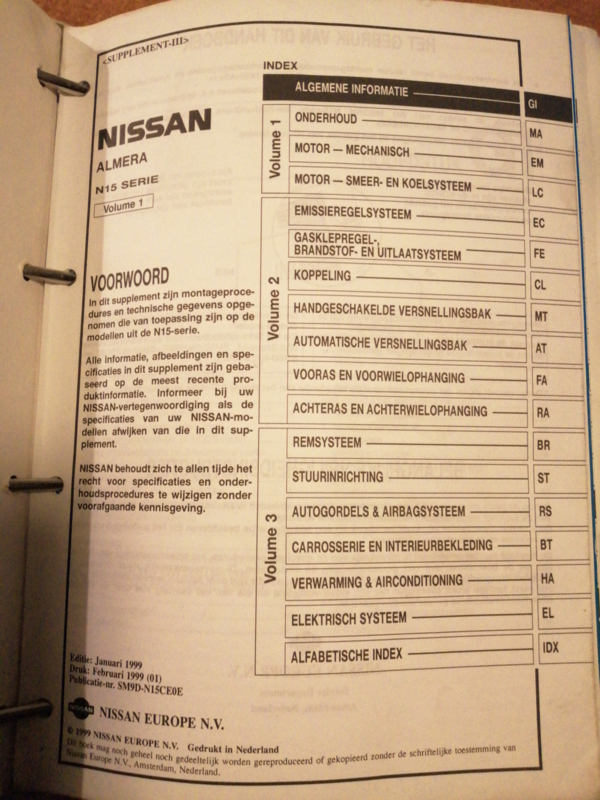 <SUPPLEMENT-III>
NISSAN
ALMERA
N15 SERIE
Volume 1
VOORWOORD
In dit supplement zijn montageproce-
dures en technische gegevens opge-
nomen die van toepassing zijn op de
modellen uit de N15-serie.
Alle informatie, afbeeldingen en spe-
cificaties in dit supplement zijn geba-
seerd op de meest recente pro-
duktinformatie. Informeer bij uw
NISSAN-vertegenwoordiging als de
specificaties van uw NISSAN-mo-
dellen afwijken van die in dit sup-
plement.
NISSAN behoudt zich te allen tijde het
recht voor specificaties en onder-
houdsprocedures te wijzigen zonder
voorafgaande kennisgeving.
INDEX
ALGEMENE INFORMATIE GI
Volume 1
ONDERHOUD MA
MOTOR — MECHANISCH EM
MOTOR — SMEER- EN KOELSYSTEEM LC
Volume 2
EMISSIEREGELSYSTEEM EC
GASKLEPREGEL-,
BRANDSTOF- EN UITLAATSYSTEEM FE
KOPPELING CL
HANDGESCHAKELDE VERSNELLINGSBAK MT
AUTOMATISCHE VERSNELLINGSBAK AT
VOORAS EN VOORWIELOPHANGING FA
ACHTERAS EN ACHTERWIELOPHANGING RA
Volume 3
REMSYSTEEM BR
STUURINRICHTING ST
AUTOGORDELS & AIRBAGSYSTEEM RS
CARROSSERIE EN INTERIEURBEKLEDING BT
VERWARMING & AIRCONDITIONING HA
ELEKTRISCH SYSTEEM EL
ALFABETISCHE INDEX IDX
Editie: Januari 1999
Druk: Februari 1999 (01)
Publicatie-nr. SM9D-N15CE0E
NISSAN NISSAN EUROPE N.V.
© 1999 NISSAN EUROPE N.V. Gedrukt in Nederland
Dit boek mag noch geheel noch gedeeltelijk worden gereproduceerd of gekopieerd zonder de schriftelijke toestemming van
Nissan Europe N.V., Amsterdam, Nederland.